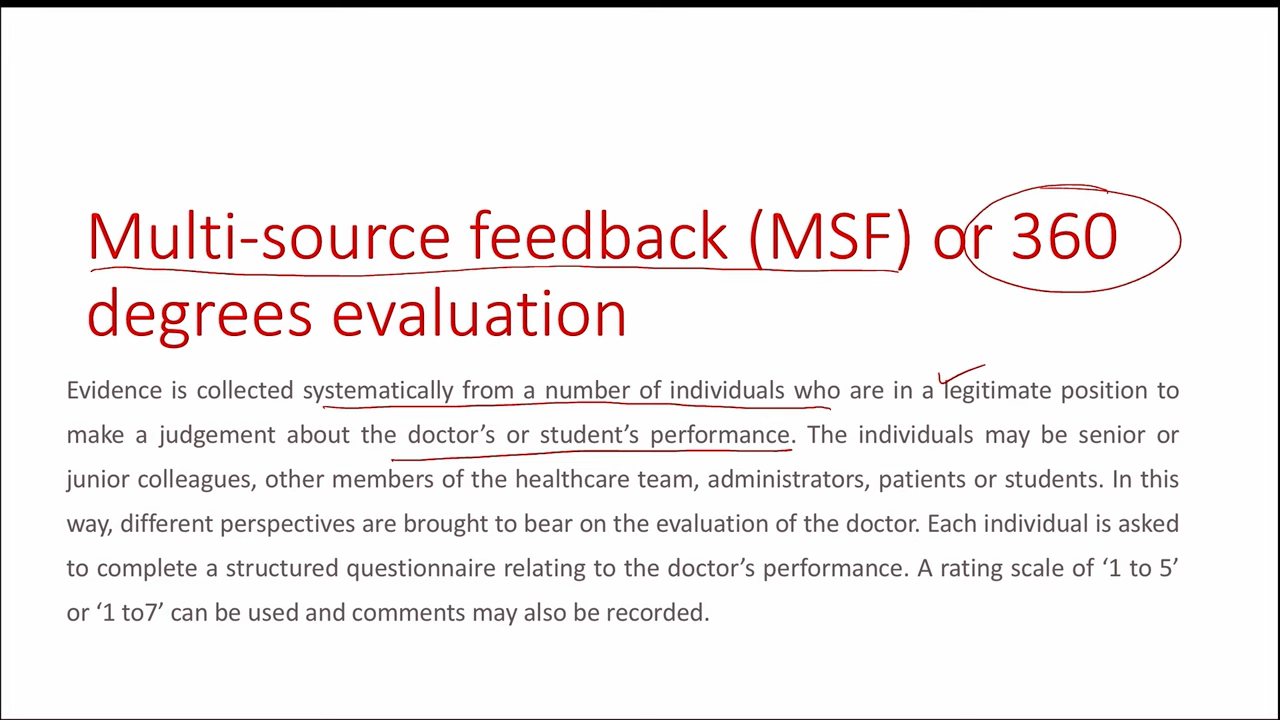 Multi-source feedback (MSF) or 360
degrees evaluation
Evidence is collected systematically from a number of individuals who are in a legitimate position to
make a judgement about the doctor’s or student’s performance. The individuals may be senior or
junior colleagues, other members of the healthcare team, administrators, patients or students. In this
way, different perspectives are brought to bear on the evaluation of the doctor. Each individual is asked
to complete a structured questionnaire relating to the doctor’s performance. A rating scale of ‘1 to 5’
or ‘1 to7’ can be used and comments may also be recorded.